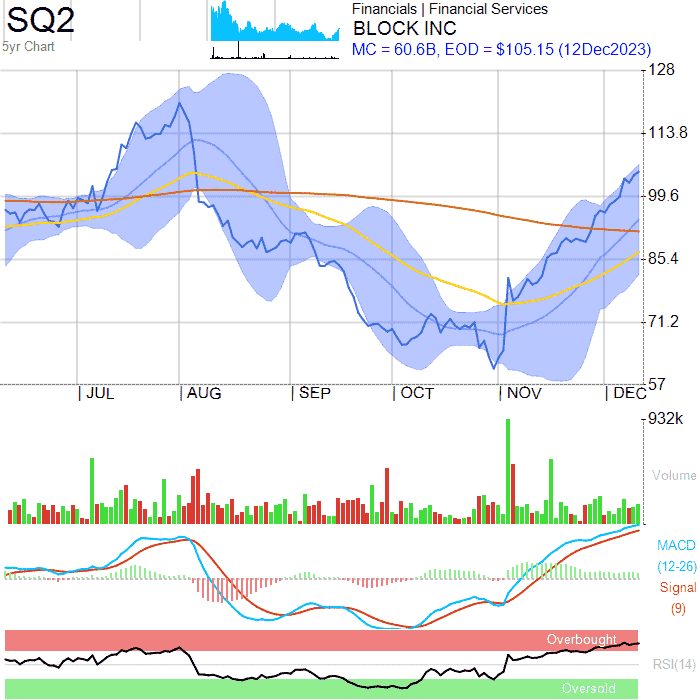 SQ2
5yr Chart
Financials | Financial Services
BLOCK INC
MC = 60.6B, EOD = $105.15 (12Dec2023)
128
113.8
99.6
85.4
71.2
57
| JUL | AUG | SEP | OCT | NOV | DEC
932k
Volume
MACD
(12-26)
Signal
(9)
Overbought
RSI(14)
Oversold